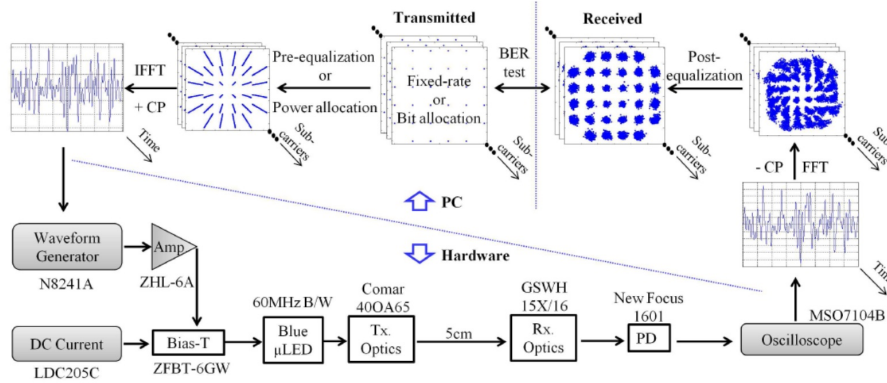 Transmitted
Received
IFFT
+ CP
Time
Pre-equalization
or
Power allocation
Sub-
carriers
Fixed-rate
or
Bit allocation
Sub-
carriers
BER
test
Sub-
carriers
Post-
equalization
Sub-
carriers
- CP
FFT
Time
PC
Hardware
Waveform
Generator
N8241A
Amp
ZHL-6A
DC Current
LDC205C
Bias-T
ZFBT-6GW
60MHz B/W
Blue
μLED
Comar
40OA65
Tx.
Optics
5cm
GSWH
15X/16
Rx.
Optics
New Focus
1601
PD
MSO7104B
Oscilloscope